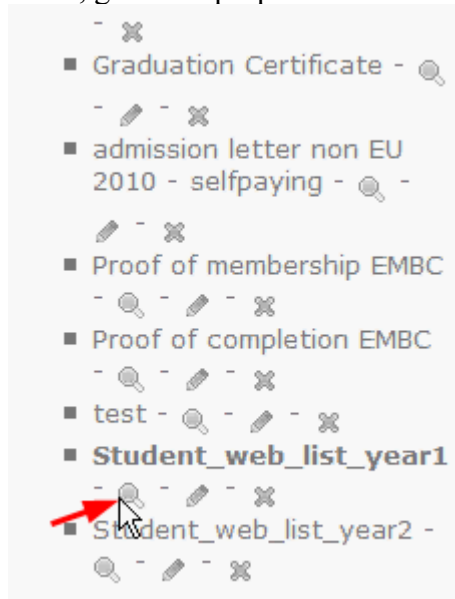 -
Graduation Certificate -
- -
admission letter non EU
2010 - selfpaying - -
-
Proof of membership EMBC
- - -
Proof of completion EMBC
- - -
test - - -
Student_web_list_year1
- - -
Student_web_list_year2 -
- -